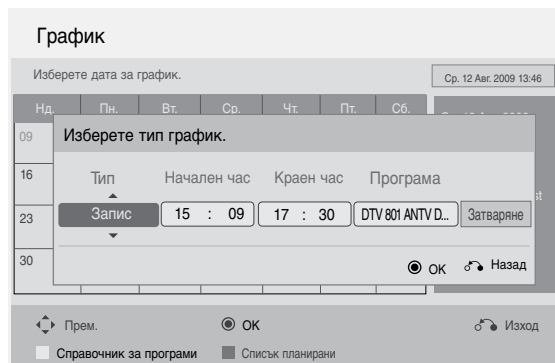 График
Изберете дата за график.
Ср. 12 Авг. 2009 13:46
Нд. Пн. Вт. Ср. Чт. Пт. Сб.
09
Изберете тип график.
16
Тип Начален час Краен час Програма
Запис 15 : 09 17 : 30 DTV 801 ANTV D... Затваряне
23
30
OK Назад
Прем. OK Изход
Справочник за програми Списък планирани